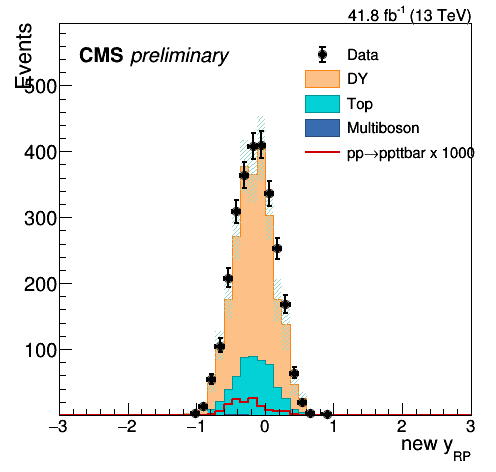 41.8 fb⁻¹ (13 TeV)
Events
CMS preliminary
Data
DY
Top
Multiboson
pp→ppttbar x 1000
500
400
300
200
100
−3 −2 −1 0 1 2 3
new y_RP